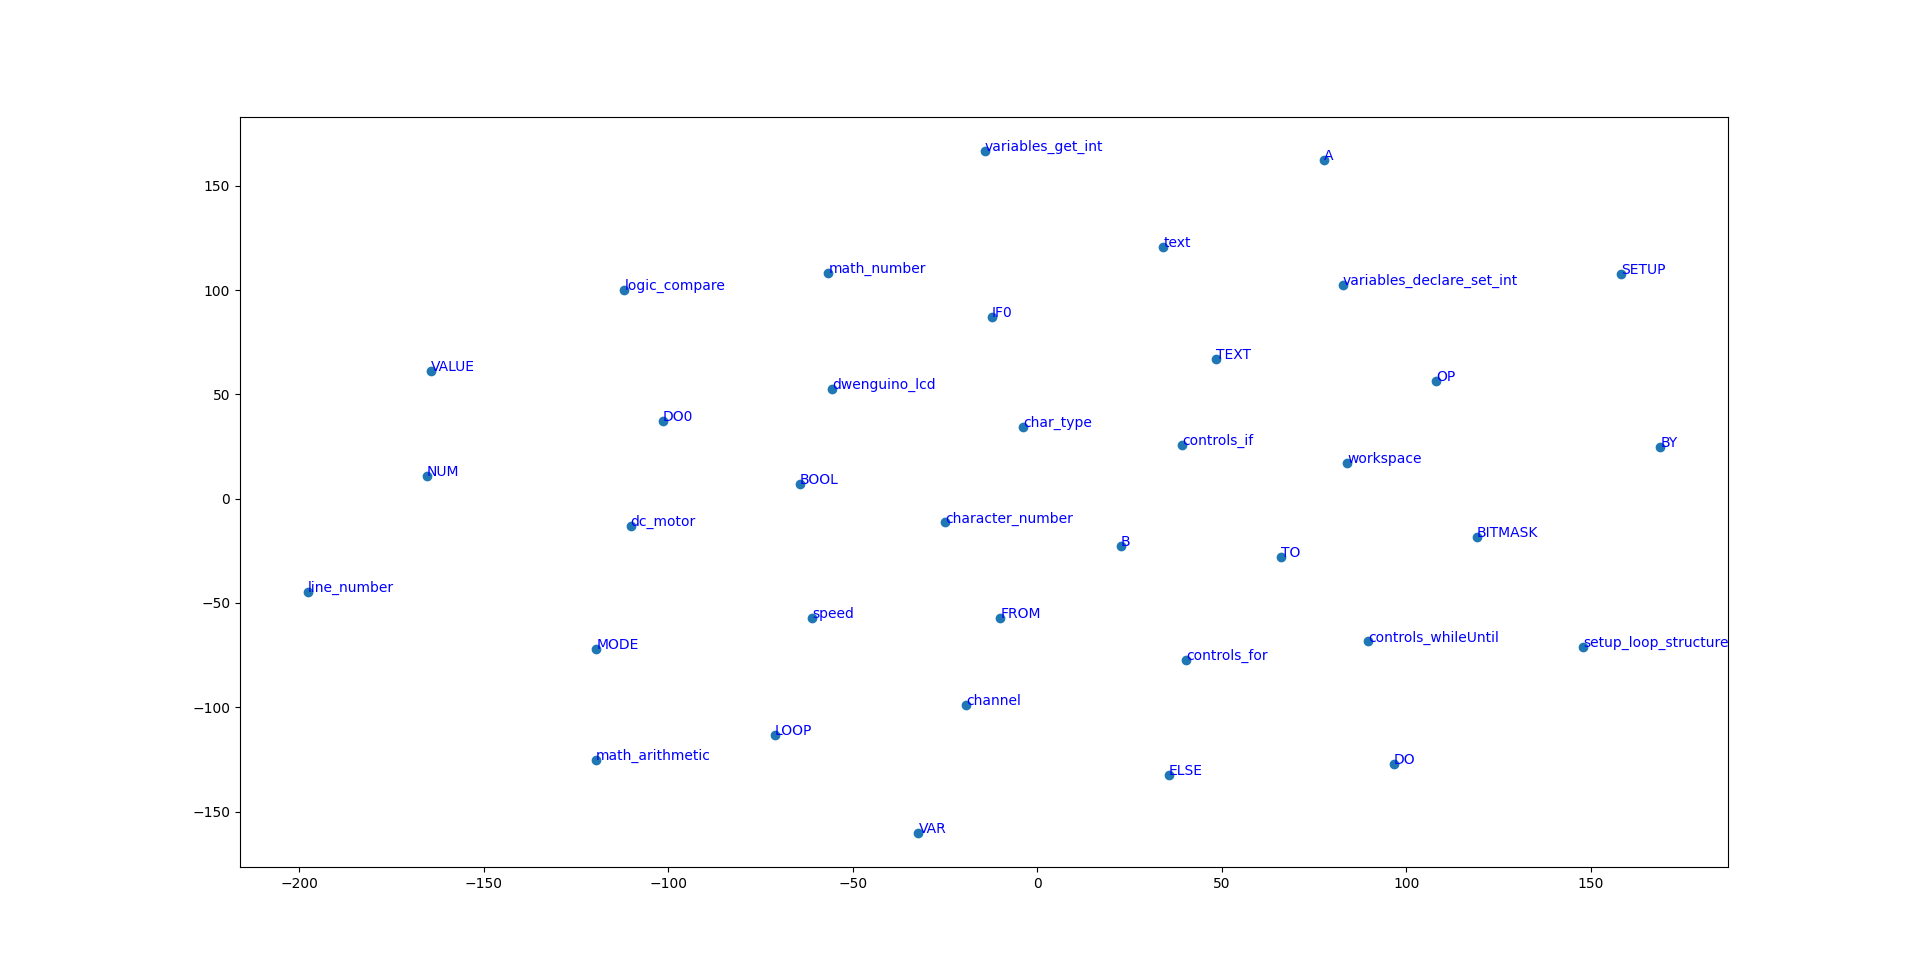 variables_get_int
A
150
text
math_number
SETUP
variables_declare_set_int
logic_compare
100
IF0
TEXT
VALUE
OP
dwenguino_lcd
50
DO0
char_type
controls_if
BY
workspace
NUM
BOOL
0
character_number
dc_motor
BITMASK
B
TO
line_number
−50
speed
FROM
controls_whileUntil
setup_loop_structure
MODE
controls_for
channel
−100
LOOP
math_arithmetic
DO
ELSE
−150
VAR
−200 −150 −100 −50 0 50 100 150